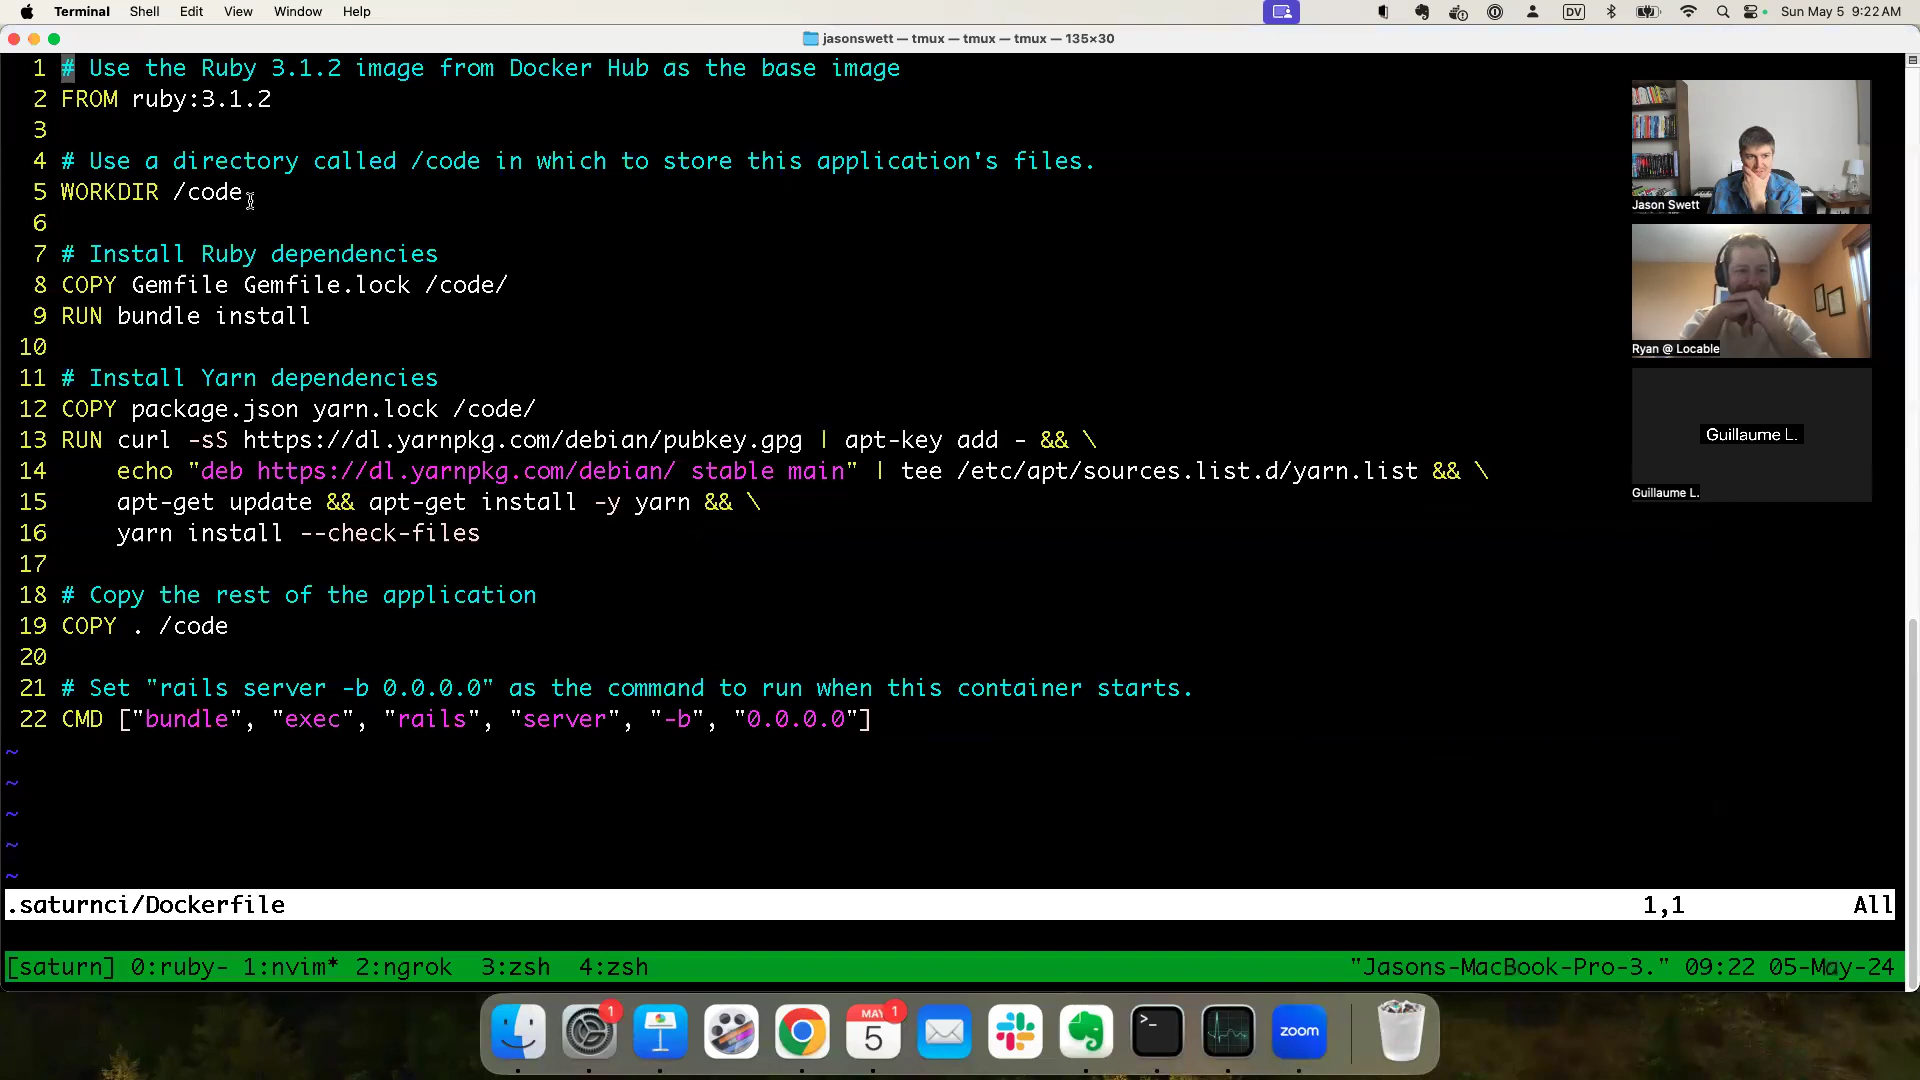 Terminal Shell Edit View Window Help DV Sun May 5 9:22 AM
jasonswett — tmux — tmux — tmux — 135×30
1 # Use the Ruby 3.1.2 image from Docker Hub as the base image
2 FROM ruby:3.1.2
3
4 # Use a directory called /code in which to store this application's files.
5 WORKDIR /code
6
7 # Install Ruby dependencies
8 COPY Gemfile Gemfile.lock /code/
9 RUN bundle install
10
11 # Install Yarn dependencies
12 COPY package.json yarn.lock /code/
13 RUN curl -sS https://dl.yarnpkg.com/debian/pubkey.gpg | apt-key add - && \
14 echo "deb https://dl.yarnpkg.com/debian/ stable main" | tee /etc/apt/sources.list.d/yarn.list && \
15 apt-get update && apt-get install -y yarn && \
16 yarn install --check-files
17
18 # Copy the rest of the application
19 COPY . /code
20
21 # Set "rails server -b 0.0.0.0" as the command to run when this container starts.
22 CMD ["bundle", "exec", "rails", "server", "-b", "0.0.0.0"]
~
~
~
~
~
Jason Swett
Ryan @ Locable
Guillaume L.
Guillaume L.
.saturnci/Dockerfile 1,1 All
[saturn] 0:ruby- 1:nvim* 2:ngrok 3:zsh 4:zsh "Jasons-MacBook-Pro-3." 09:22 05-May-24
1
MAY
5
1
>_
zoom